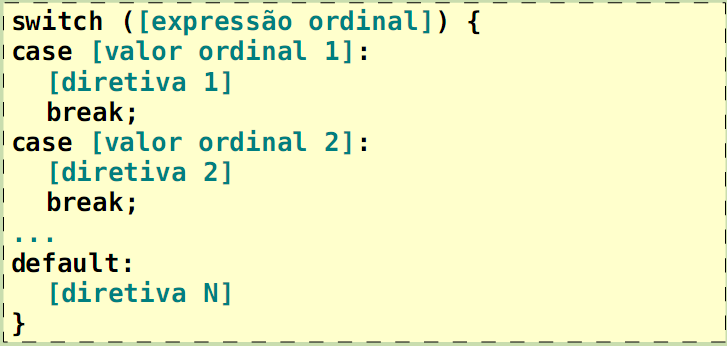 switch ([expressão ordinal]) {
case [valor ordinal 1]:
[diretiva 1]
break;
case [valor ordinal 2]:
[diretiva 2]
break;
...
default:
[diretiva N]
}